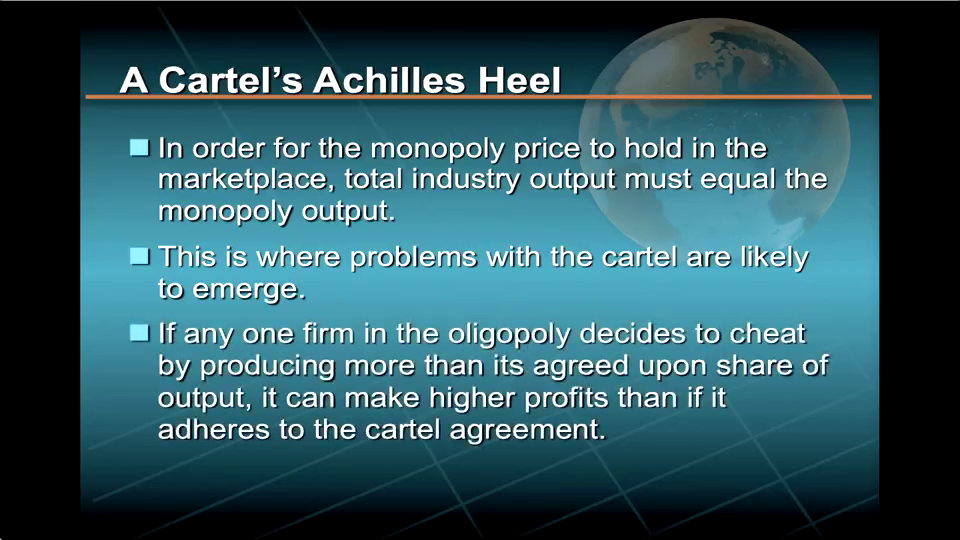 A Cartel’s Achilles Heel
In order for the monopoly price to hold in the
marketplace, total industry output must equal the
monopoly output.
This is where problems with the cartel are likely
to emerge.
If any one firm in the oligopoly decides to cheat
by producing more than its agreed upon share of
output, it can make higher profits than if it
adheres to the cartel agreement.